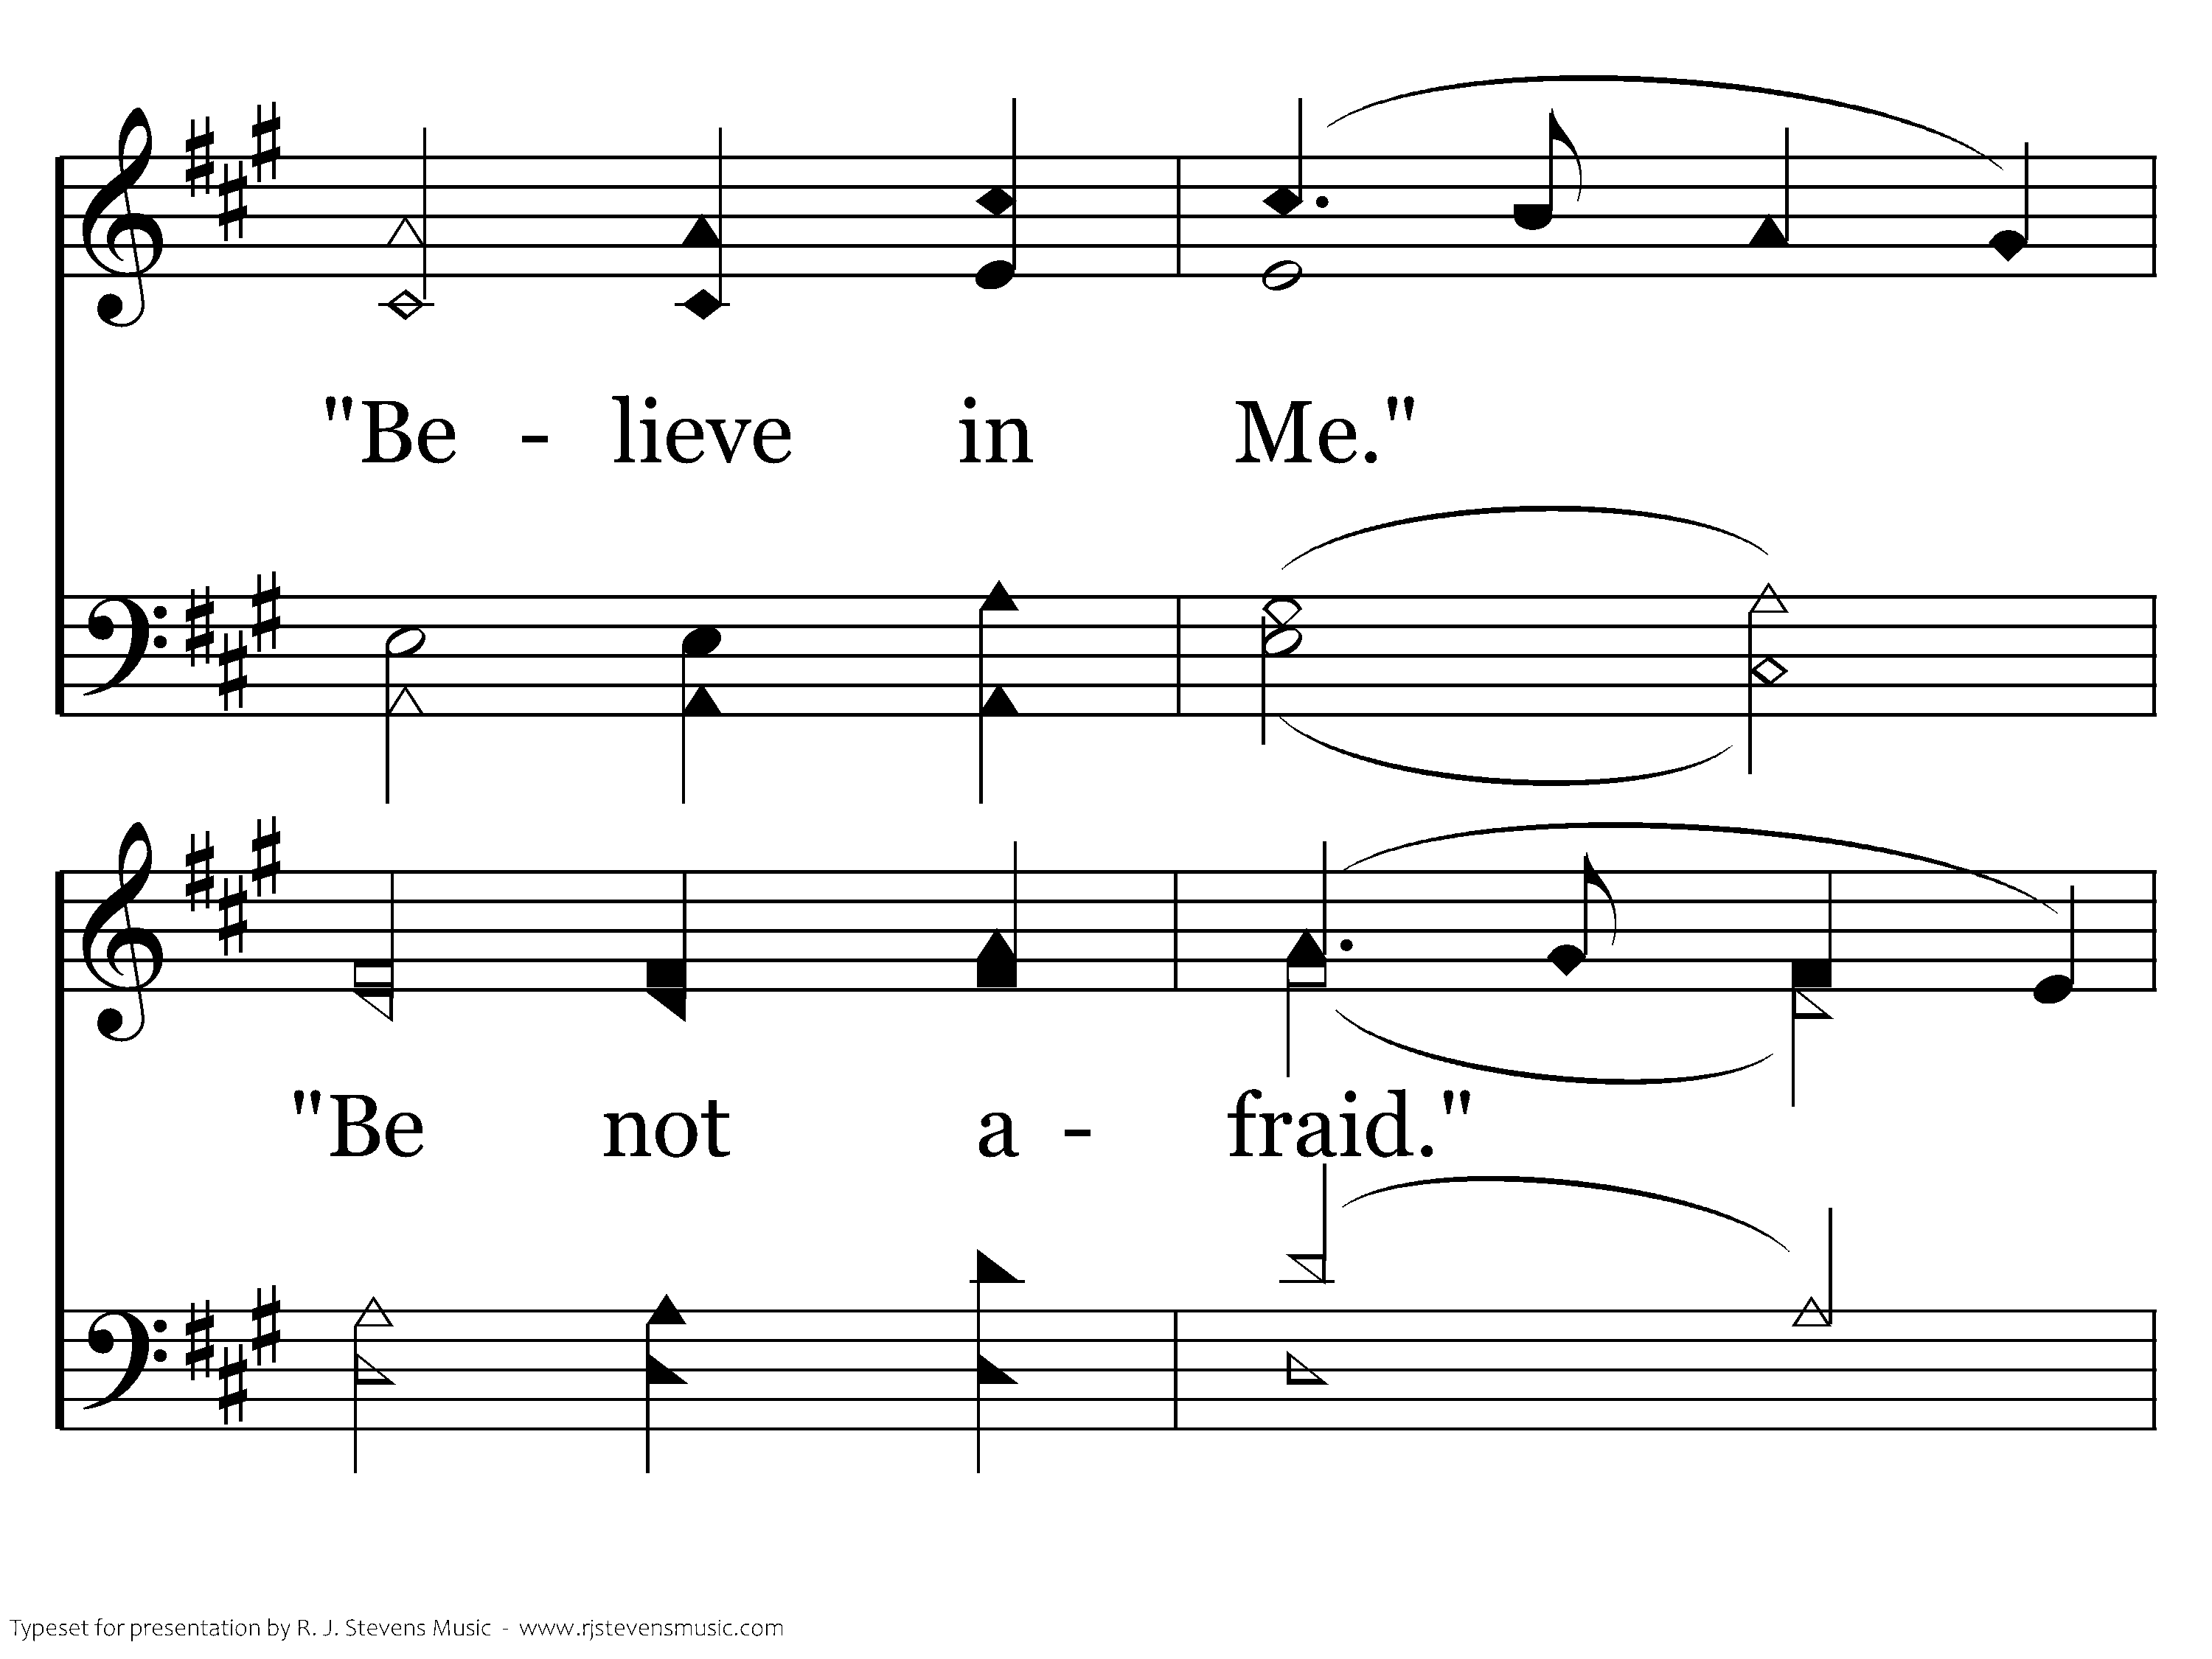 "Be - lieve in Me."
"Be not a - fraid."
Typeset for presentation by R. J. Stevens Music - www.rjstevensmusic.com